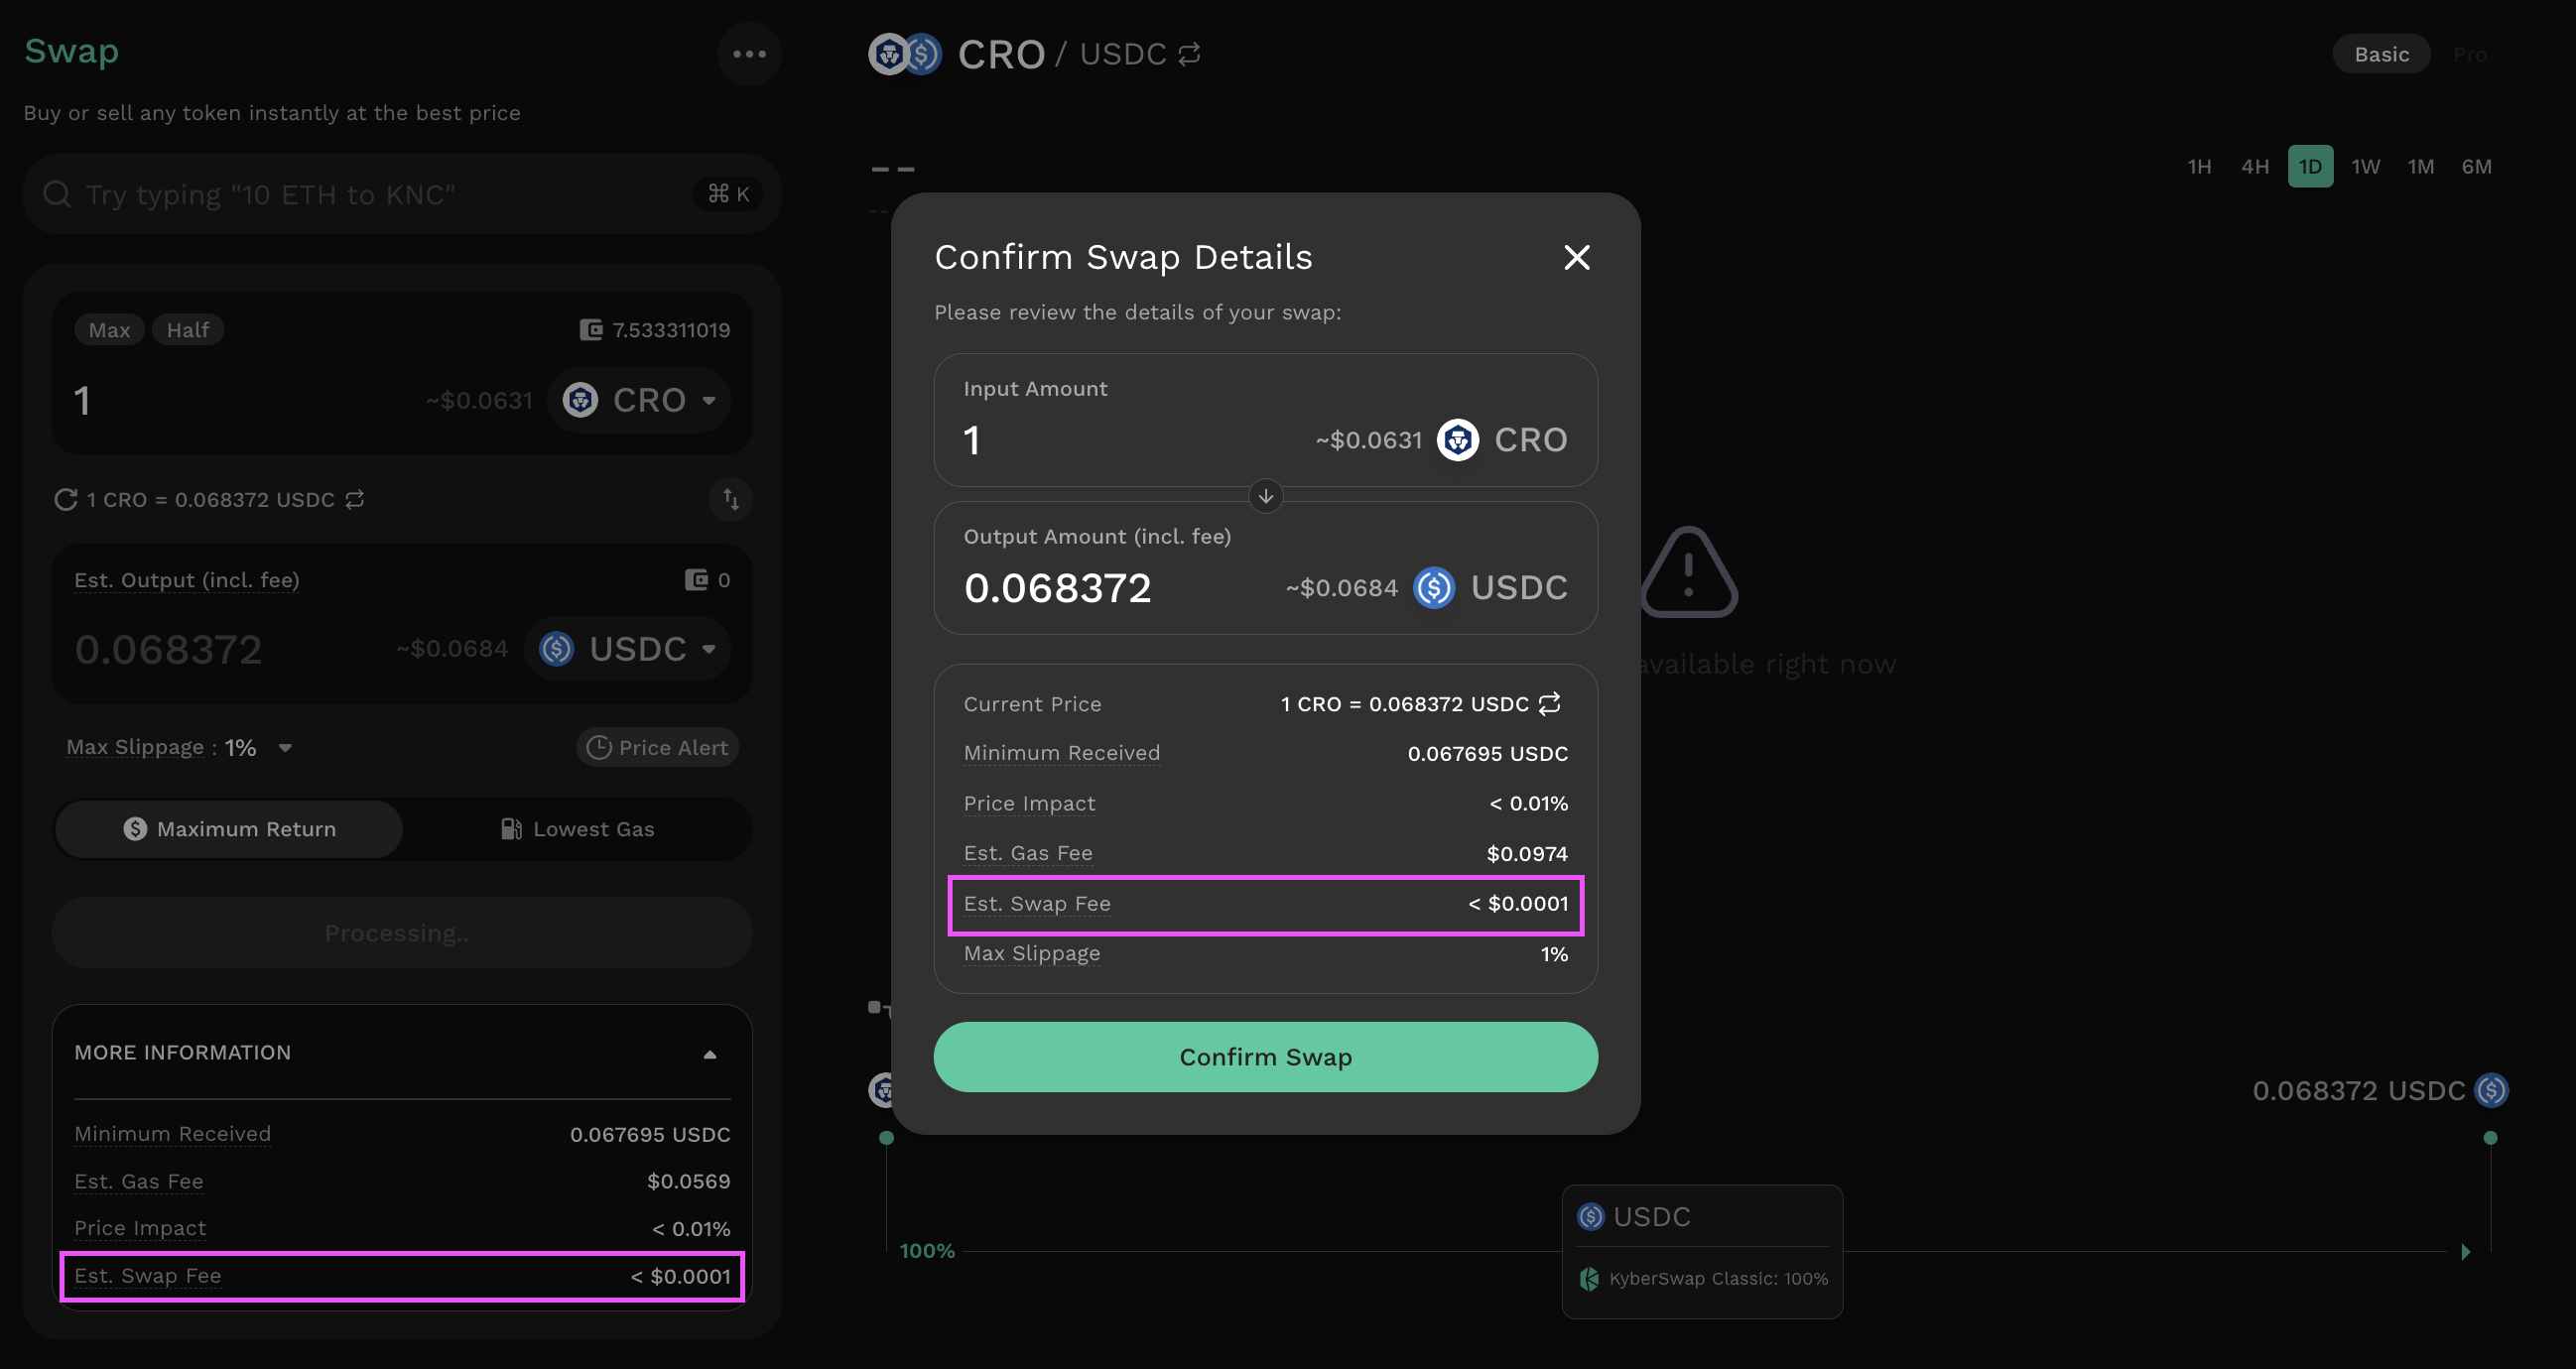 Swap
Buy or sell any token instantly at the best price
Try typing "10 ETH to KNC"
⌘ K
Max Half 7.533311019
1 ~$0.0631 CRO
1 CRO = 0.068372 USDC
Est. Output (incl. fee) 0
0.068372 ~$0.0684 USDC
Max Slippage : 1% Price Alert
Maximum Return Lowest Gas
Processing..
MORE INFORMATION
Minimum Received 0.067695 USDC
Est. Gas Fee $0.0569
Price Impact < 0.01%
Est. Swap Fee < $0.0001
CRO / USDC
Basic Pro
--
--
1H 4H 1D 1W 1M 6M
Confirm Swap Details
Please review the details of your swap:
Input Amount
1 ~$0.0631 CRO
Output Amount (incl. fee)
0.068372 ~$0.0684 USDC
Current Price 1 CRO = 0.068372 USDC
Minimum Received 0.067695 USDC
Price Impact < 0.01%
Est. Gas Fee $0.0974
Est. Swap Fee < $0.0001
Max Slippage 1%
Confirm Swap
available right now
0.068372 USDC
100%
USDC
KyberSwap Classic: 100%